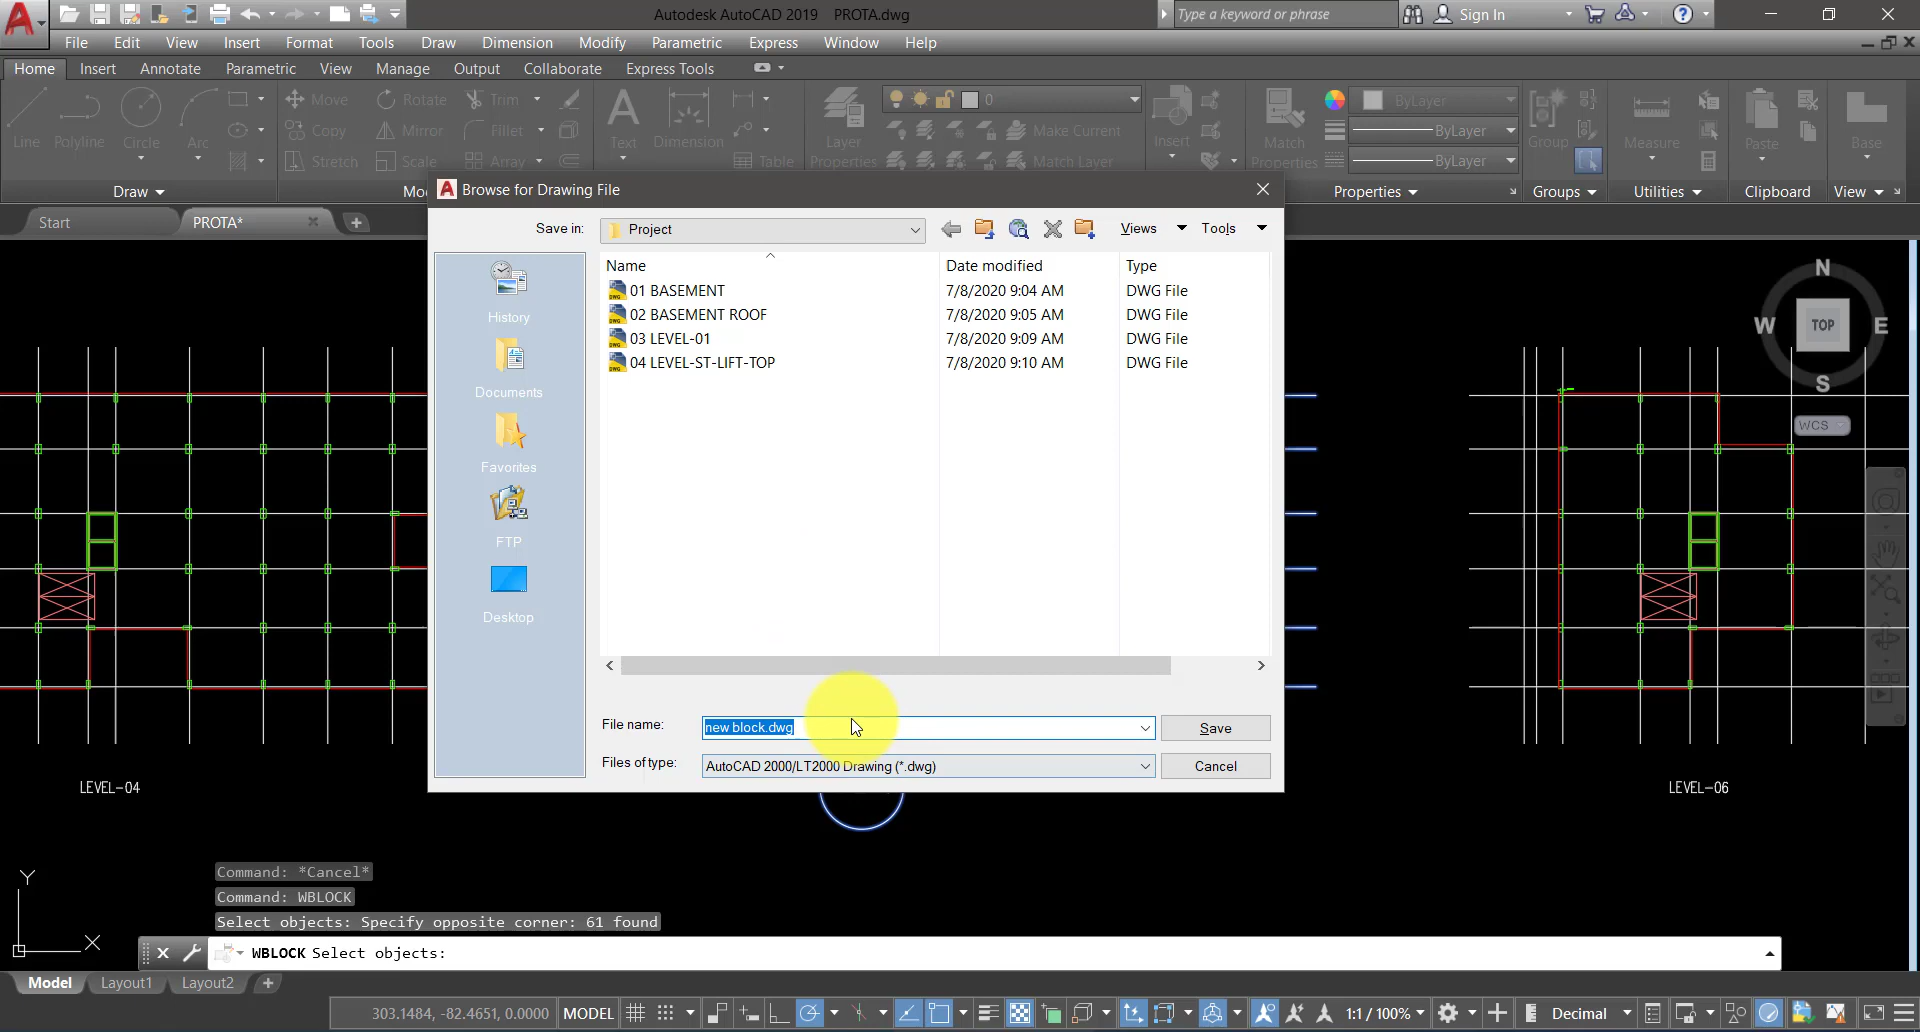 Autodesk AutoCAD 2019 PROTA.dwg
Type a keyword or phrase
Sign In
File Edit View Insert Format Tools Draw Dimension Modify Parametric Express Window Help
Home Insert Annotate Parametric View Manage Output Collaborate Express Tools
Move Rotate Trim
0
ByLayer
Copy Mirror Fillet
Make Current
ByLayer
Line Polyline Circle Arc
Text Dimension
Layer
Properties
Insert
Match
Properties
Group
Measure
Paste
Base
Stretch Scale Array
Table
Match Layer
ByLayer
Draw
Mo
Properties
Groups
Utilities
Clipboard
View
Start
PROTA*
Browse for Drawing File
Save in:
Project
Views
Tools
Name
Date modified
Type
01 BASEMENT 7/8/2020 9:04 AM DWG File
02 BASEMENT ROOF 7/8/2020 9:05 AM DWG File
03 LEVEL-01 7/8/2020 9:09 AM DWG File
04 LEVEL-ST-LIFT-TOP 7/8/2020 9:10 AM DWG File
History
Documents
Favorites
FTP
Desktop
File name:
new block.dwg
Save
Files of type:
AutoCAD 2000/LT2000 Drawing (*.dwg)
Cancel
N
W
TOP
E
S
WCS
LEVEL-04
LEVEL-06
Command: *Cancel*
Command: WBLOCK
Select objects: Specify opposite corner: 61 found
WBLOCK Select objects:
Y
X
Model Layout1 Layout2
303.1484, -82.4651, 0.0000
MODEL
1:1 / 100%
Decimal